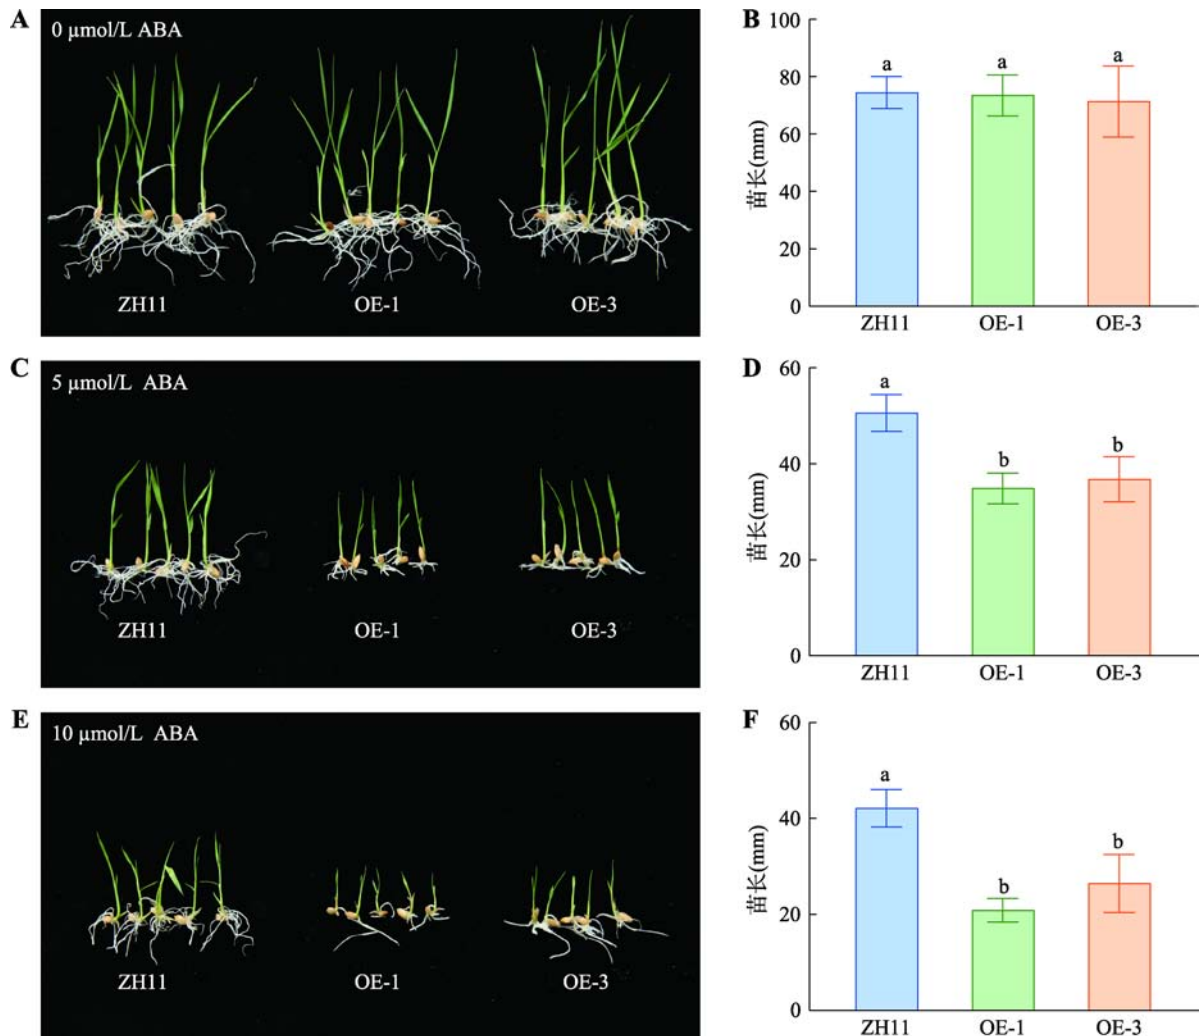 A
0 μmol/L ABA
ZH11
OE-1
OE-3
B
100
80
60
40
20
0
苗长(mm)
a
a
a
ZH11
OE-1
OE-3
C
5 μmol/L ABA
ZH11
OE-1
OE-3
D
60
40
20
0
苗长(mm)
a
b
b
ZH11
OE-1
OE-3
E
10 μmol/L ABA
ZH11
OE-1
OE-3
F
60
40
20
0
苗长(mm)
a
b
b
ZH11
OE-1
OE-3